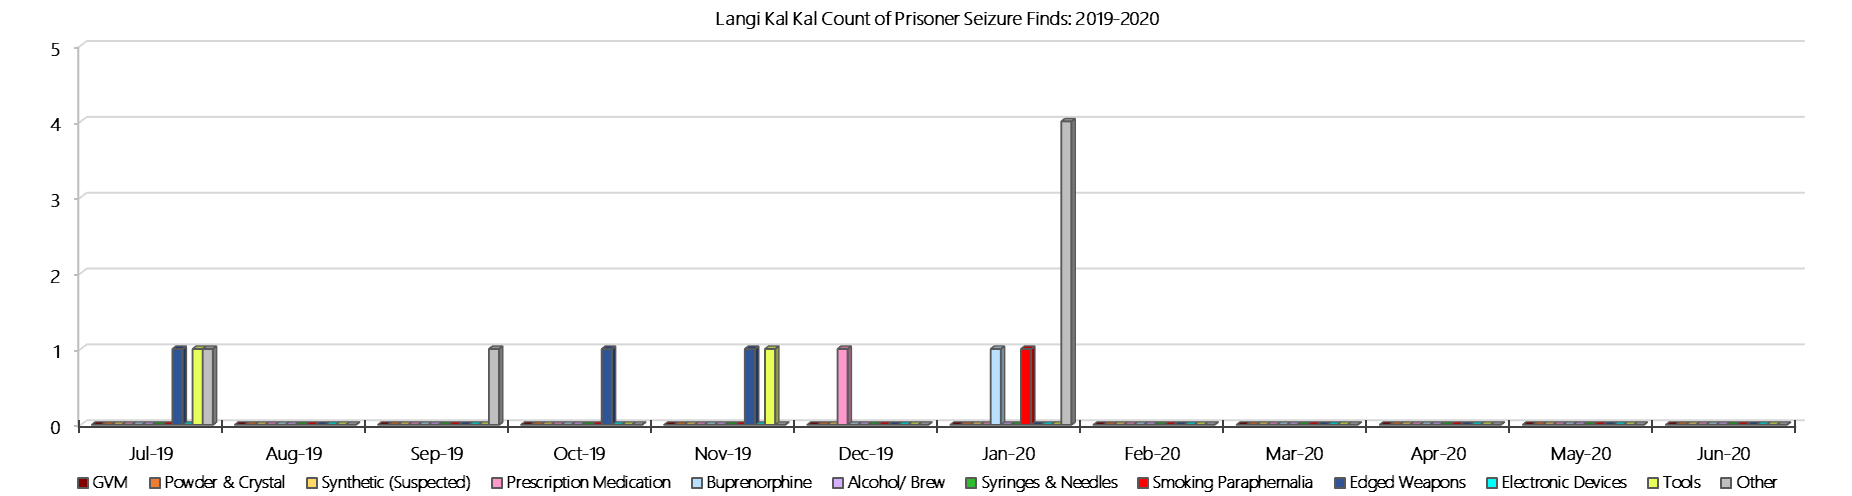 Langi Kal Kal Count of Prisoner Seizure Finds: 2019-2020
5
4
3
2
1
0
Jul-19 Aug-19 Sep-19 Oct-19 Nov-19 Dec-19 Jan-20 Feb-20 Mar-20 Apr-20 May-20 Jun-20
GVM Powder & Crystal Synthetic (Suspected) Prescription Medication Buprenorphine Alcohol/ Brew Syringes & Needles Smoking Paraphernalia Edged Weapons Electronic Devices Tools Other